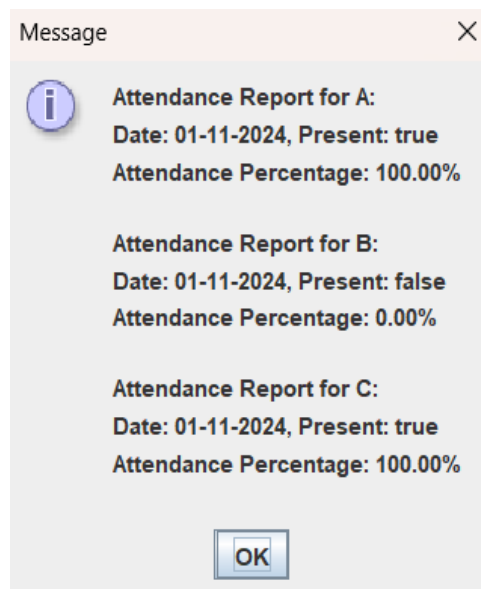 Message
Attendance Report for A:
Date: 01-11-2024, Present: true
Attendance Percentage: 100.00%
Attendance Report for B:
Date: 01-11-2024, Present: false
Attendance Percentage: 0.00%
Attendance Report for C:
Date: 01-11-2024, Present: true
Attendance Percentage: 100.00%
OK